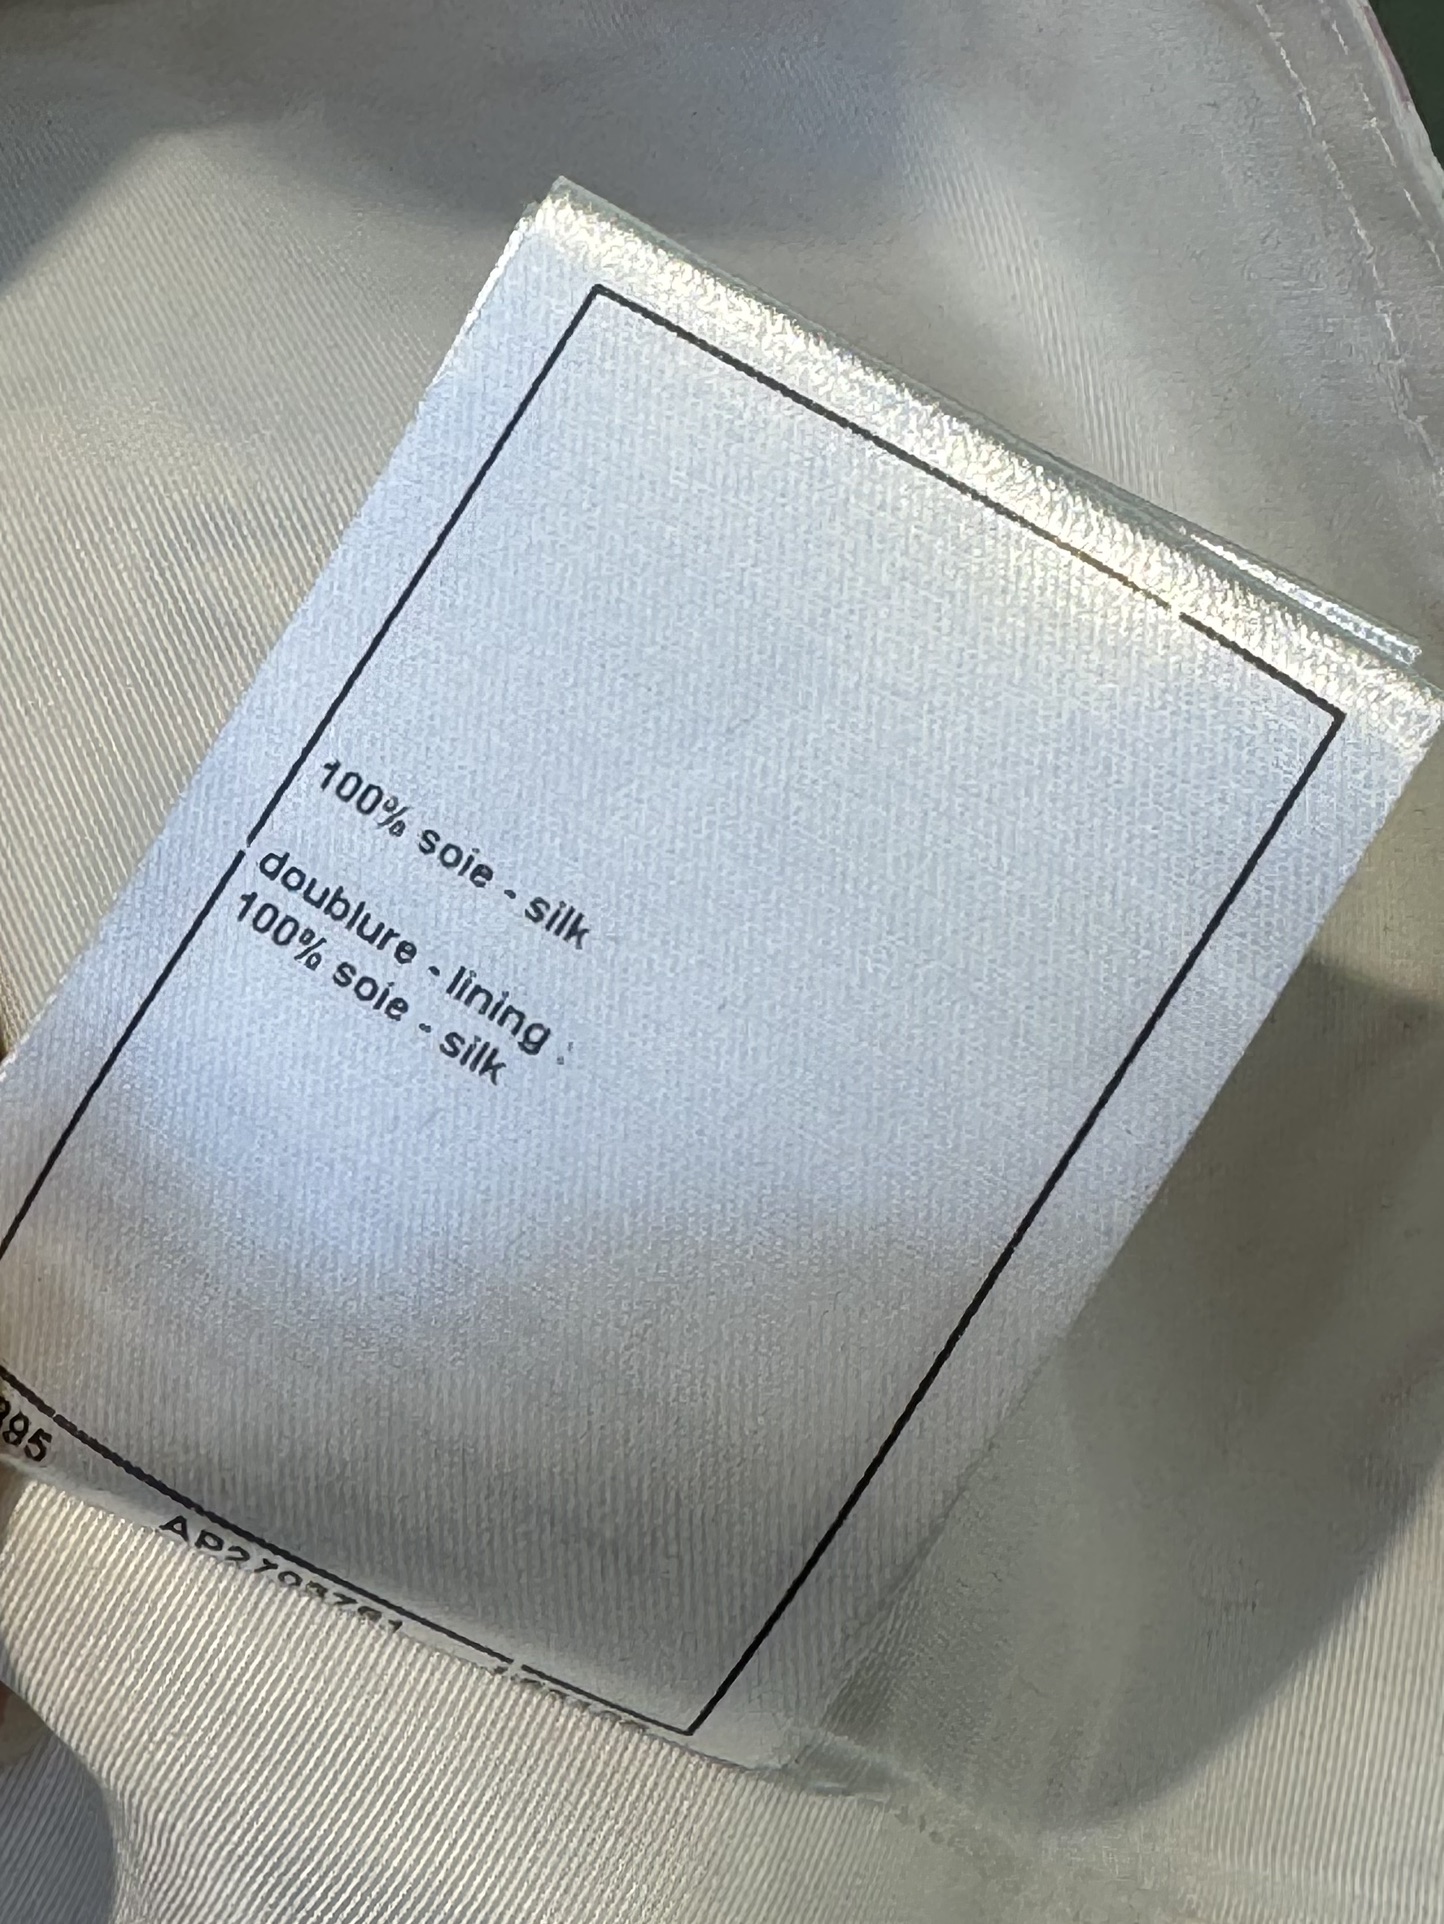 100% soie - silk
doublure - lining :
100% soie - silk